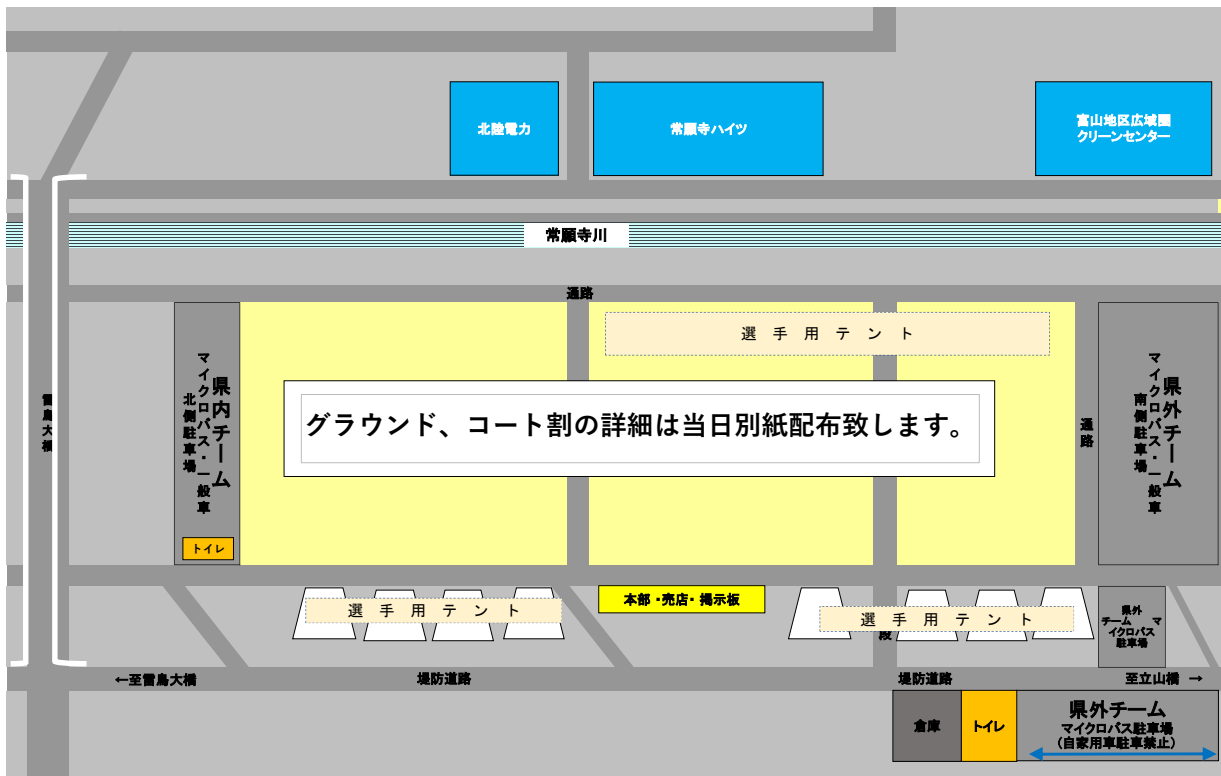 北陸電力
常願寺ハイツ
富山地区広域圏
クリーンセンター
常願寺川
通路
選手用テント
雷鳥大橋
県内チーム
マイクロバス・一般車
北側駐車場
トイレ
グラウンド、コート割の詳細は当日別紙配布致します。
通路
県外チーム
マイクロバス・一般車
南側駐車場
選手用テント
本部・売店・掲示板
選手用テント
段
県外
チーム マ
イクロバス
駐車場
←至雷鳥大橋
堤防道路
堤防道路
至立山橋 →
倉庫
トイレ
県外チーム
マイクロバス駐車場
(自家用車駐車禁止)